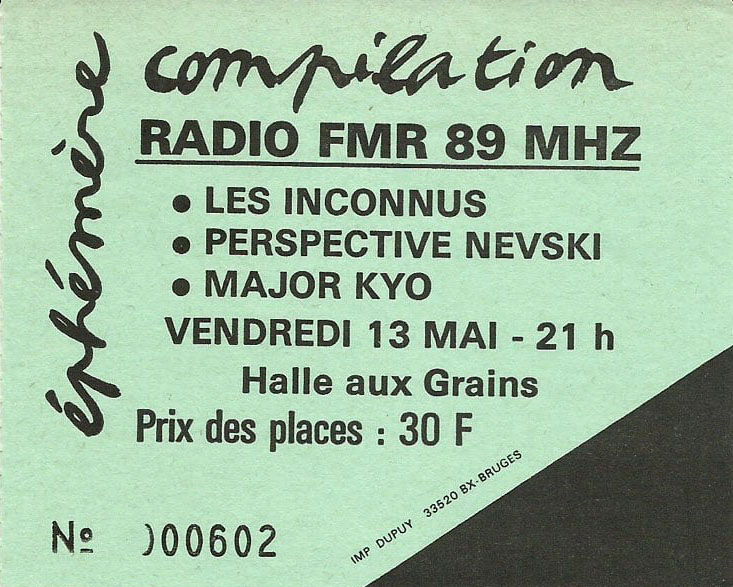 éphémère
compilation
RADIO FMR 89 MHZ
• LES INCONNUS
• PERSPECTIVE NEVSKI
• MAJOR KYO
VENDREDI 13 MAI - 21 h
Halle aux Grains
Prix des places : 30 F
IMP DUPUY 33520 BX-BRUGES
Nº 000602